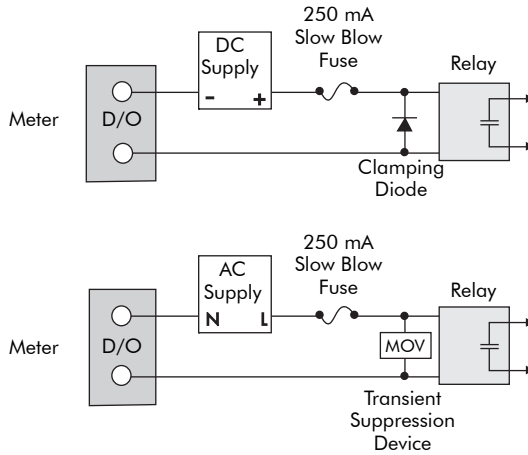 250 mA
Slow Blow
Fuse
DC
Supply
- +
Relay
Meter
D/O
Clamping
Diode
250 mA
Slow Blow
Fuse
AC
Supply
N L
Relay
Meter
D/O
MOV
Transient
Suppression
Device